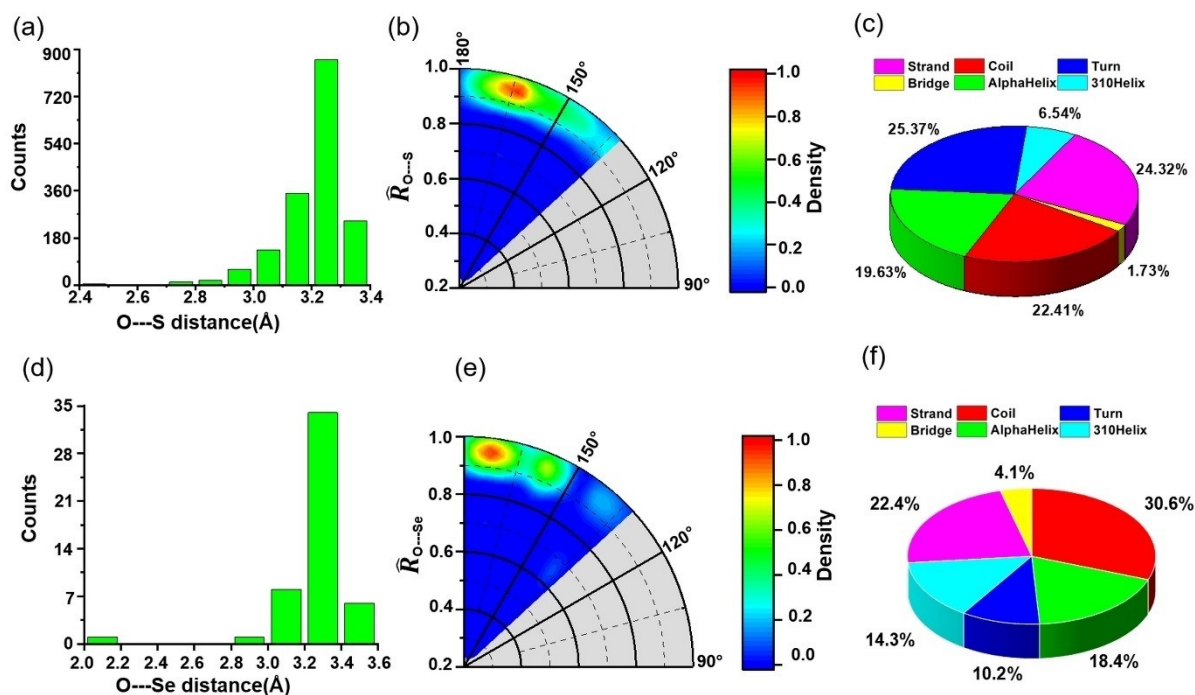 (a)
900
720
540
360
180
0
Counts
2.4 2.6 2.8 3.0 3.2 3.4
O---S distance(Å)
(b)
180°
150°
120°
90°
1.0
0.8
0.6
0.4
0.2
R̂O---S
1.0
0.8
0.6
0.4
0.2
0.0
Density
(c)
Strand Coil Turn
Bridge AlphaHelix 310Helix
6.54%
25.37%
24.32%
19.63%
1.73%
22.41%
(d)
35
28
21
14
7
0
Counts
2.0 2.2 2.4 2.6 2.8 3.0 3.2 3.4 3.6
O---Se distance(Å)
(e)
150°
120°
90°
1.0
0.8
0.6
0.4
0.2
R̂O---Se
1.0
0.8
0.6
0.4
0.2
0.0
Density
(f)
Strand Coil Turn
Bridge AlphaHelix 310Helix
4.1%
22.4%
30.6%
14.3%
10.2%
18.4%